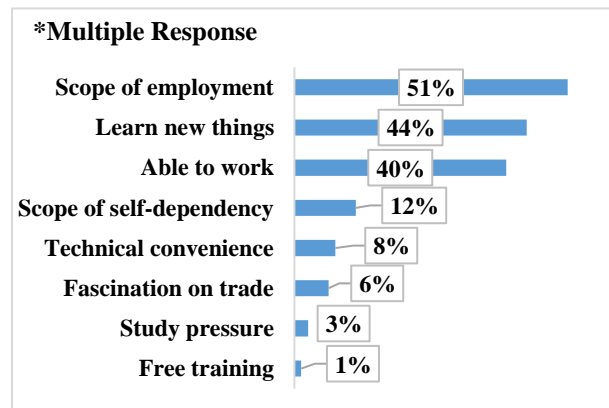 *Multiple Response
Scope of employment 51%
Learn new things 44%
Able to work 40%
Scope of self-dependency 12%
Technical convenience 8%
Fascination on trade 6%
Study pressure 3%
Free training 1%